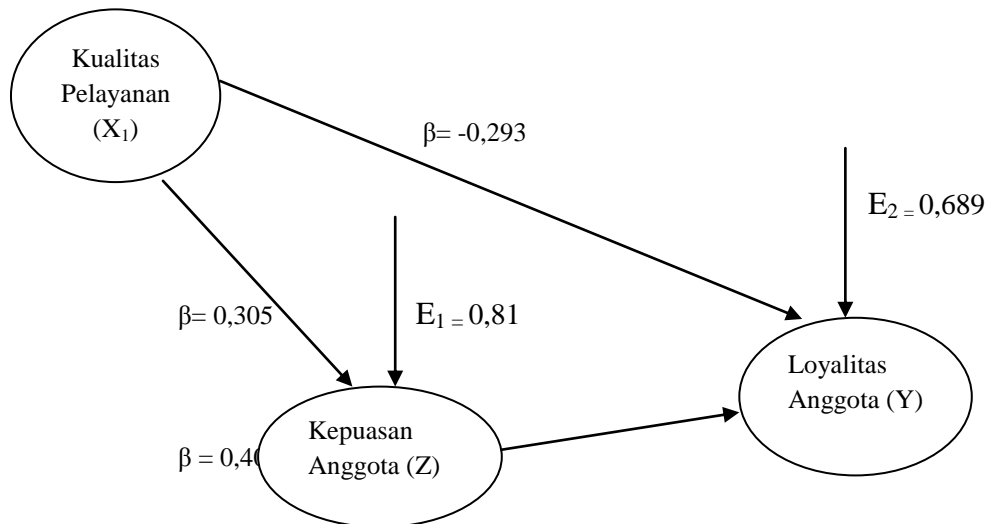 Kualitas
Pelayanan
(X₁)
β= -0,293
E₂ = 0,689
β= 0,305
E₁ = 0,81
Loyalitas
Anggota (Y)
Kepuasan
Anggota (Z)
β =